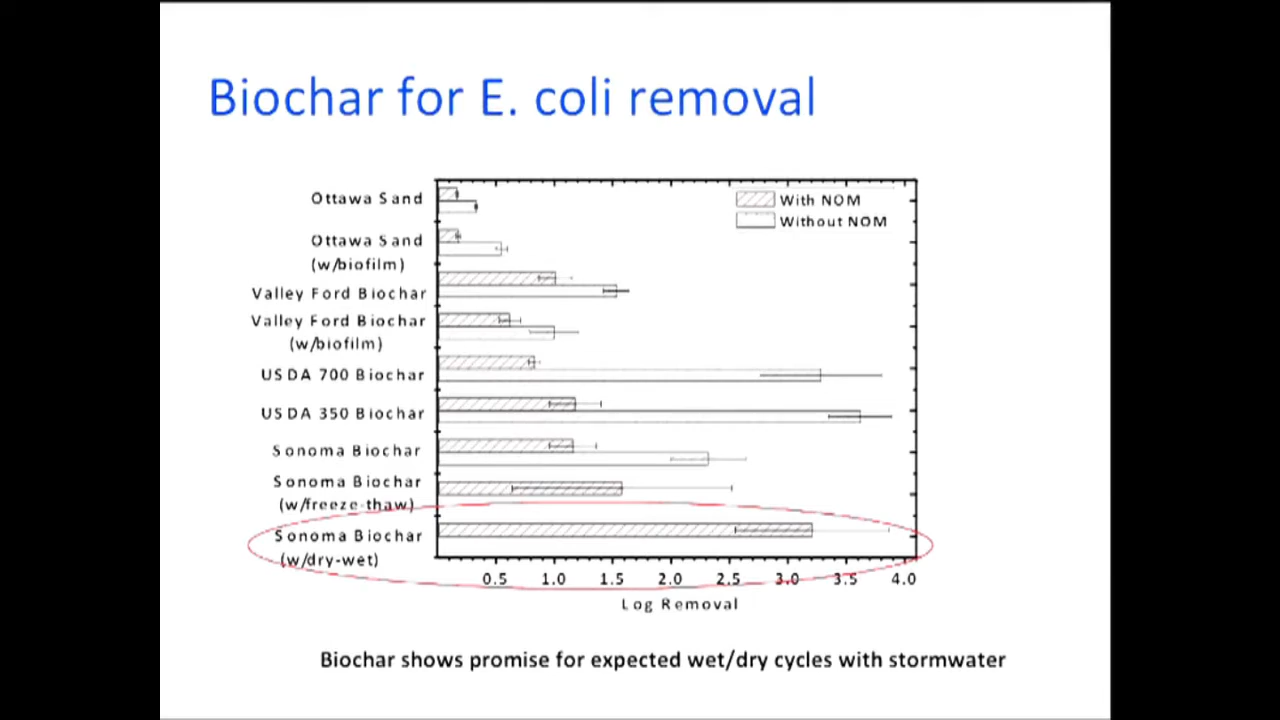 Biochar for E. coli removal
Ottawa Sand
Ottawa Sand
(w/biofilm)
Valley Ford Biochar
Valley Ford Biochar
(w/biofilm)
USDA 700 Biochar
USDA 350 Biochar
Sonoma Biochar
Sonoma Biochar
(w/freeze-thaw)
Sonoma Biochar
(w/dry-wet)
With NOM
Without NOM
0.5 1.0 1.5 2.0 2.5 3.0 3.5 4.0
Log Removal
Biochar shows promise for expected wet/dry cycles with stormwater